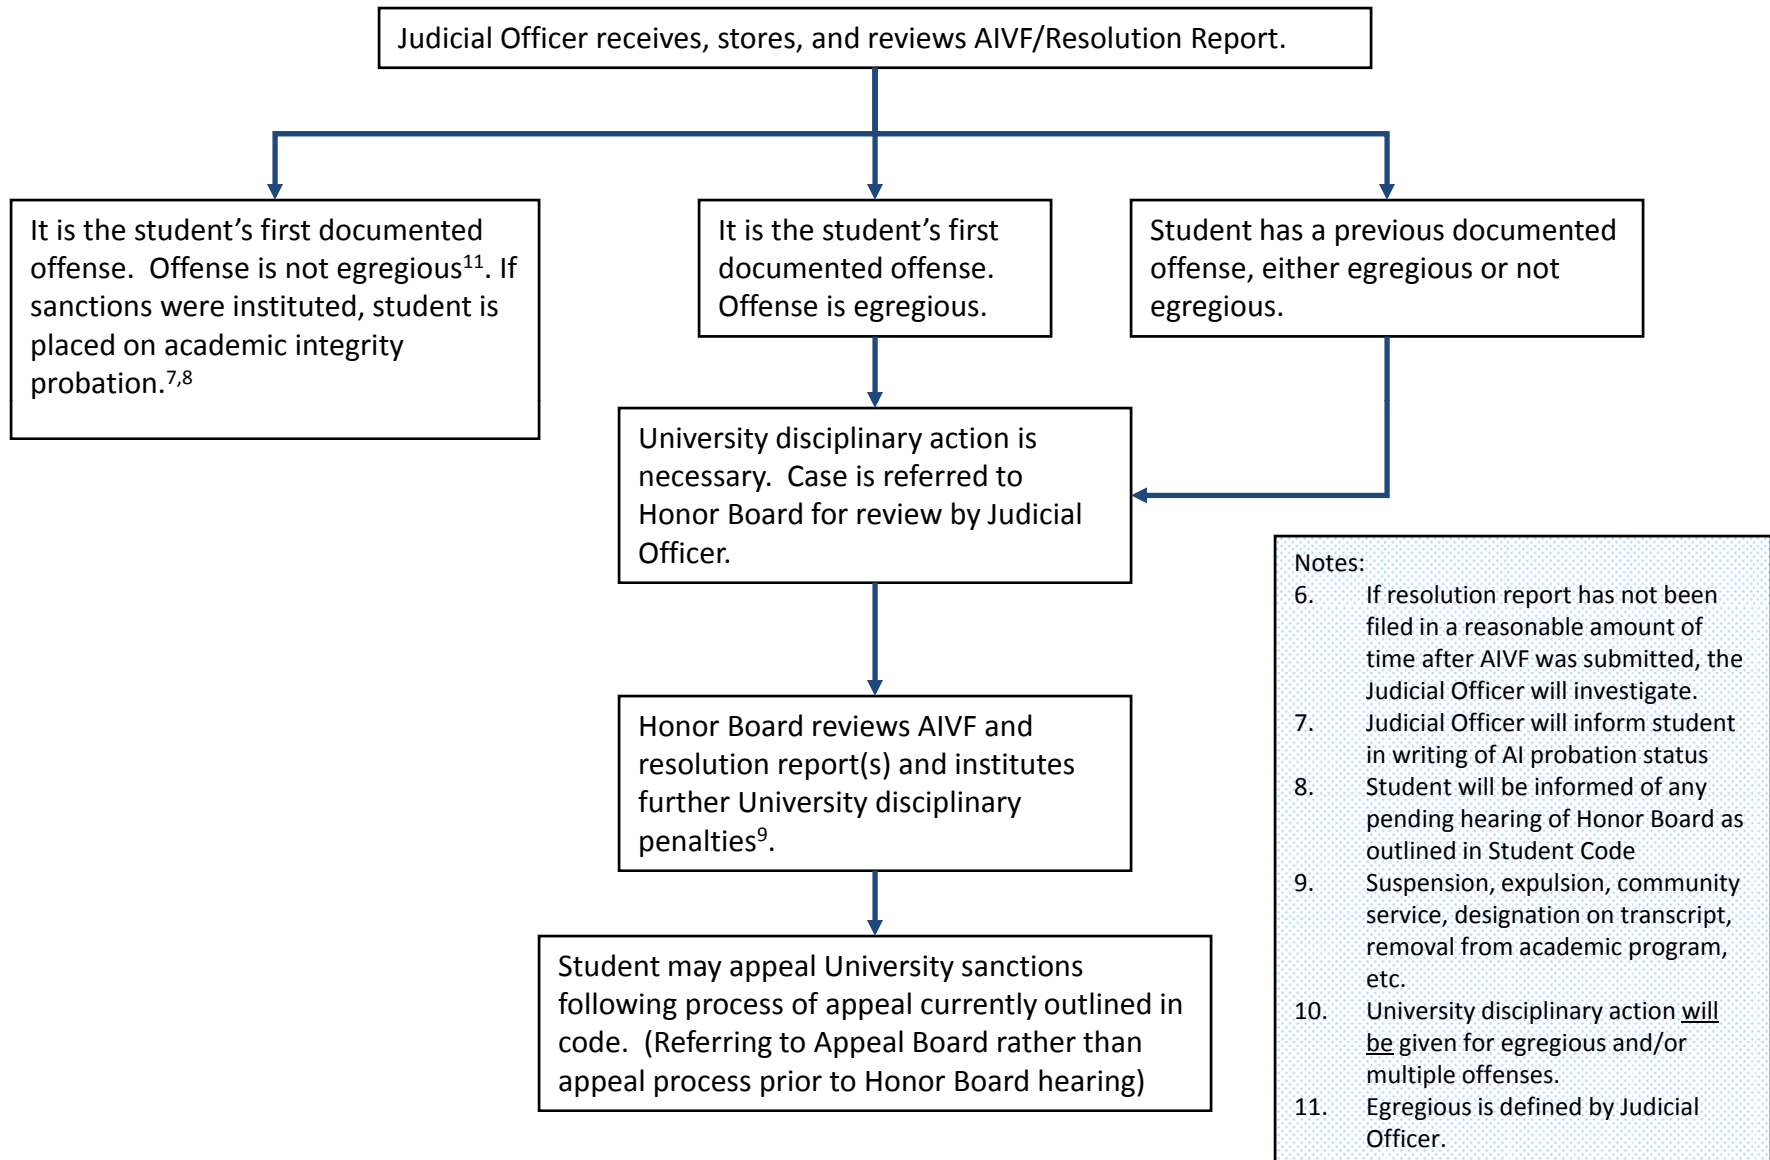 Judicial Officer receives, stores, and reviews AIVF/Resolution Report.
It is the student’s first documented
offense.  Offense is not egregious¹¹. If
sanctions were instituted, student is
placed on academic integrity
probation.⁷,⁸
It is the student’s first
documented offense.
Offense is egregious.
Student has a previous documented
offense, either egregious or not
egregious.
University disciplinary action is
necessary.  Case is referred to
Honor Board for review by Judicial
Officer.
Honor Board reviews AIVF and
resolution report(s) and institutes
further University disciplinary
penalties⁹.
Student may appeal University sanctions
following process of appeal currently outlined in
code.  (Referring to Appeal Board rather than
appeal process prior to Honor Board hearing)
Notes:
6. If resolution report has not been
filed in a reasonable amount of
time after AIVF was submitted, the
Judicial Officer will investigate.
7. Judicial Officer will inform student
in writing of AI probation status
8. Student will be informed of any
pending hearing of Honor Board as
outlined in Student Code
9. Suspension, expulsion, community
service, designation on transcript,
removal from academic program,
etc.
10. University disciplinary action will
be given for egregious and/or
multiple offenses.
11. Egregious is defined by Judicial
Officer.